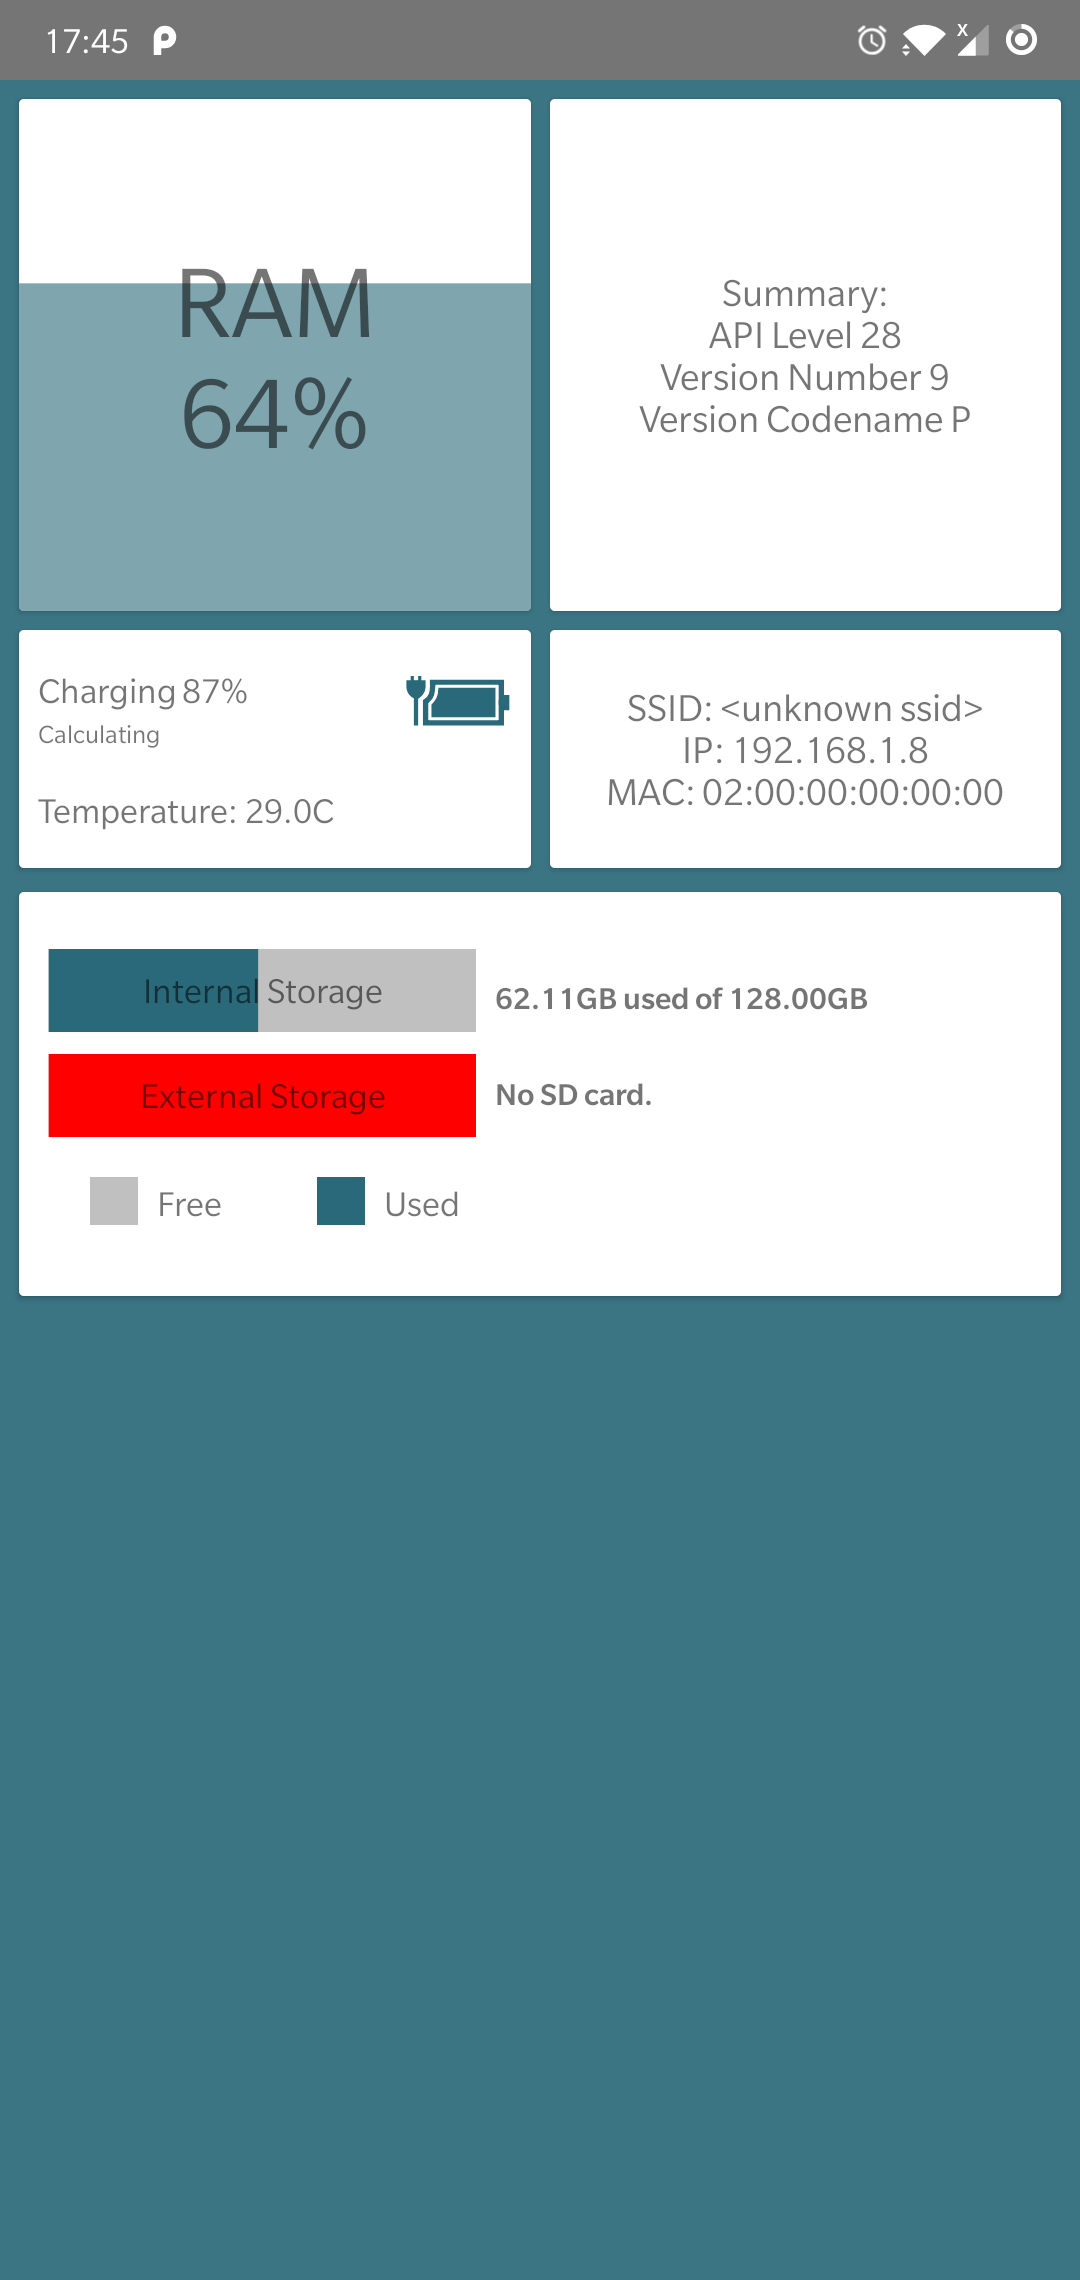 17:45
RAM
64%
Summary:
API Level 28
Version Number 9
Version Codename P
Charging 87%
Calculating
Temperature: 29.0C
SSID: <unknown ssid>
IP: 192.168.1.8
MAC: 02:00:00:00:00:00
Internal Storage
62.11GB used of 128.00GB
External Storage
No SD card.
Free
Used